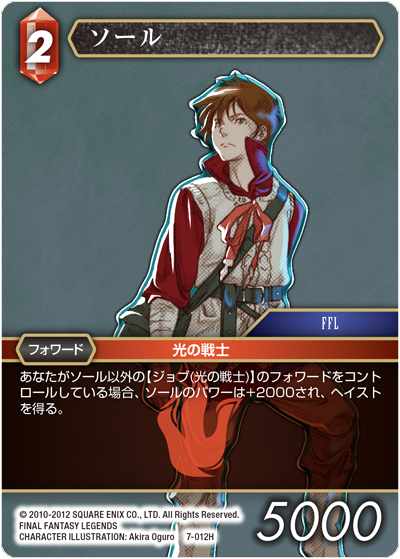 2
ソール
FFL
フォワード
光の戦士
あなたがソール以外の【ジョブ(光の戦士)】のフォワードをコント
ロールしている場合、ソールのパワーは+2000され、ヘイスト
を得る。
© 2010-2012 SQUARE ENIX CO., LTD. All Rights Reserved.
FINAL FANTASY LEGENDS
CHARACTER ILLUSTRATION: Akira Oguro 7-012H
5000